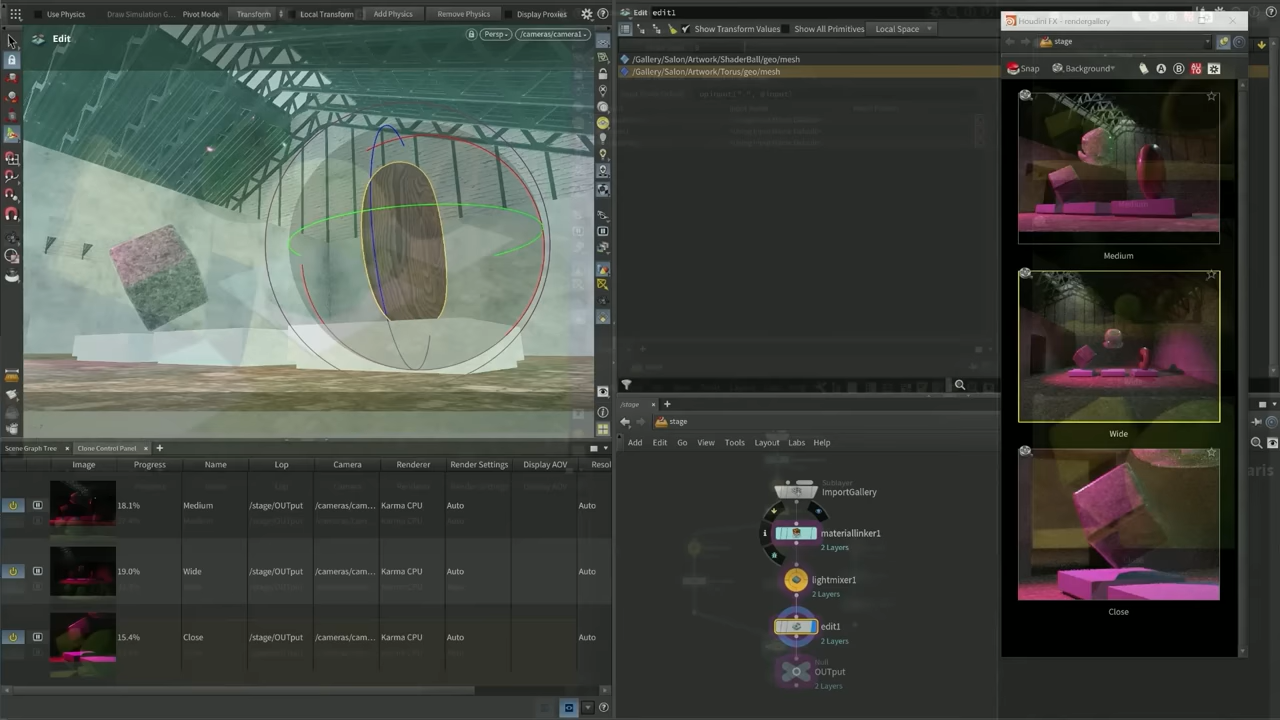 Use Physics
Draw Simulation G...
Pivot Mode
Transform
Local Transform
Add Physics
Remove Physics
Display Proxies
Edit
Persp
/cameras/camera1
Edit
edit1
Show Transform Values
Show All Primitives
Local Space
/Gallery/Salon/Artwork/ShaderBall/geo/mesh
/Gallery/Salon/Artwork/Torus/geo/mesh
Houdini FX - rendergallery
stage
Snap
Background
A
B
Medium
Wide
Close
Scene Graph Tree
Clone Control Panel
Image
Progress
Name
Lop
Camera
Renderer
Render Settings
Display AOV
Resol
18.1%
Medium
/stage/OUTput
/cameras/cam...
Karma CPU
Auto
Auto
19.0%
Wide
/stage/OUTput
/cameras/cam...
Karma CPU
Auto
Auto
15.4%
Close
/stage/OUTput
/cameras/cam...
Karma CPU
Auto
Auto
/stage
stage
Add
Edit
Go
View
Tools
Layout
Labs
Help
Sublayer
ImportGallery
materiallinker1
2 Layers
lightmixer1
2 Layers
edit1
2 Layers
Null
OUTput
2 Layers